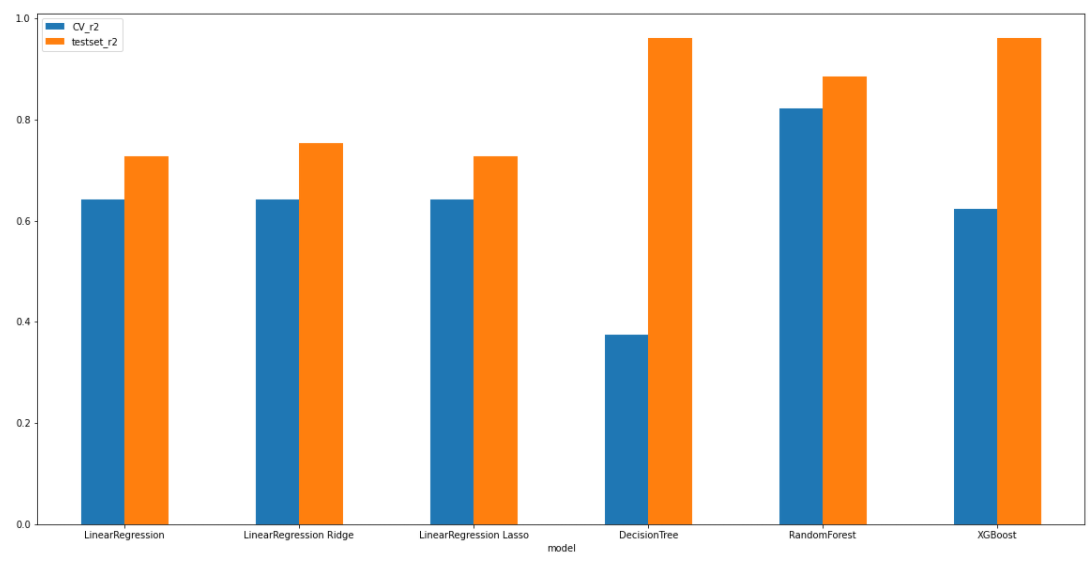 1.0
0.8
0.6
0.4
0.2
0.0
CV_r2
testset_r2
LinearRegression LinearRegression Ridge LinearRegression Lasso DecisionTree RandomForest XGBoost
model